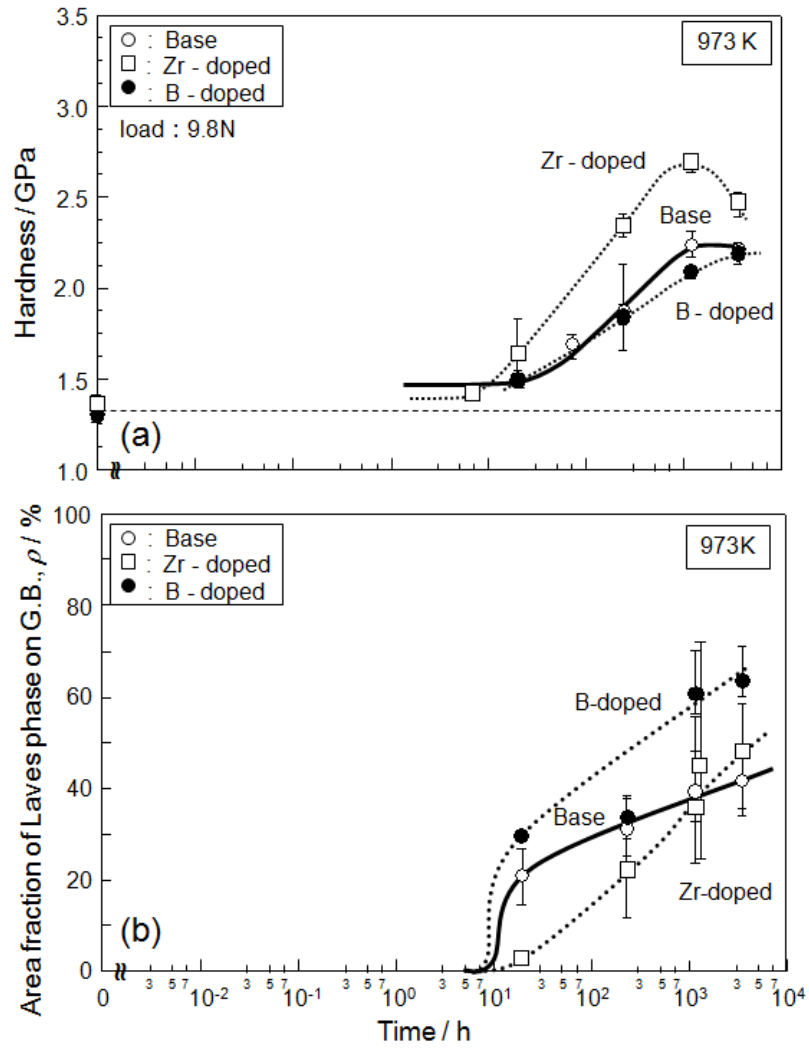 3.5
3.0
2.5
2.0
1.5
1.0
Hardness / GPa
○ : Base
□ : Zr - doped
● : B - doped
load : 9.8N
973 K
Zr - doped
Base
B - doped
(a)
100
80
60
40
20
0
Area fraction of Laves phase on G.B., ρ / %
○ : Base
□ : Zr - doped
● : B - doped
973K
B-doped
Base
Zr-doped
(b)
0 3 5 7 10-2 3 5 7 10-1 3 5 7 100 3 5 7 101 3 5 7 102 3 5 7 103 3 5 7 104
Time / h